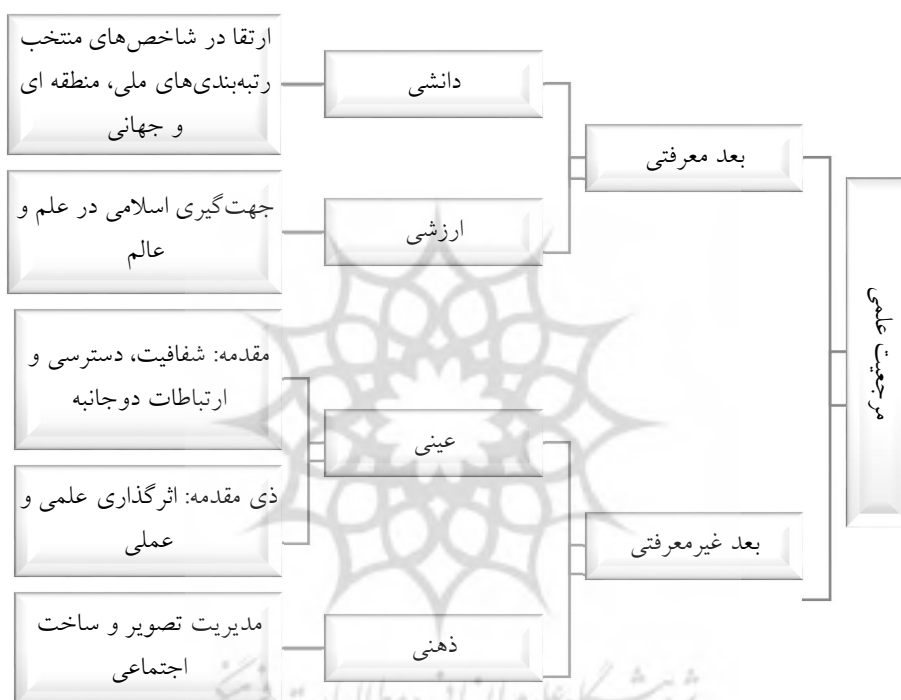 مرجعیت علمی
بعد معرفتی
دانشی
ارتقا در شاخص‌های منتخب
رتبه‌بندی‌های ملی، منطقه ای
و جهانی
ارزشی
جهت‌گیری اسلامی در علم و
عالم
بعد غیرمعرفتی
عینی
مقدمه: شفافیت، دسترسی و
ارتباطات دوجانبه
ذی مقدمه: اثرگذاری علمی و
عملی
ذهنی
مدیریت تصویر و ساخت
اجتماعی